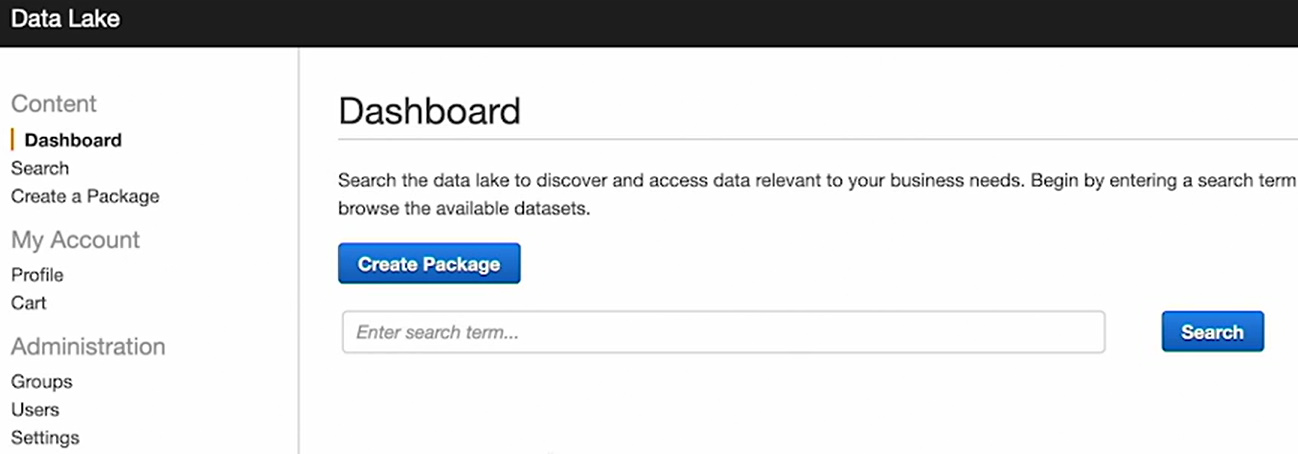 Data Lake
Content
Dashboard
Search
Create a Package
My Account
Profile
Cart
Administration
Groups
Users
Settings
Dashboard
Search the data lake to discover and access data relevant to your business needs. Begin by entering a search term
browse the available datasets.
Create Package
Enter search term...
Search